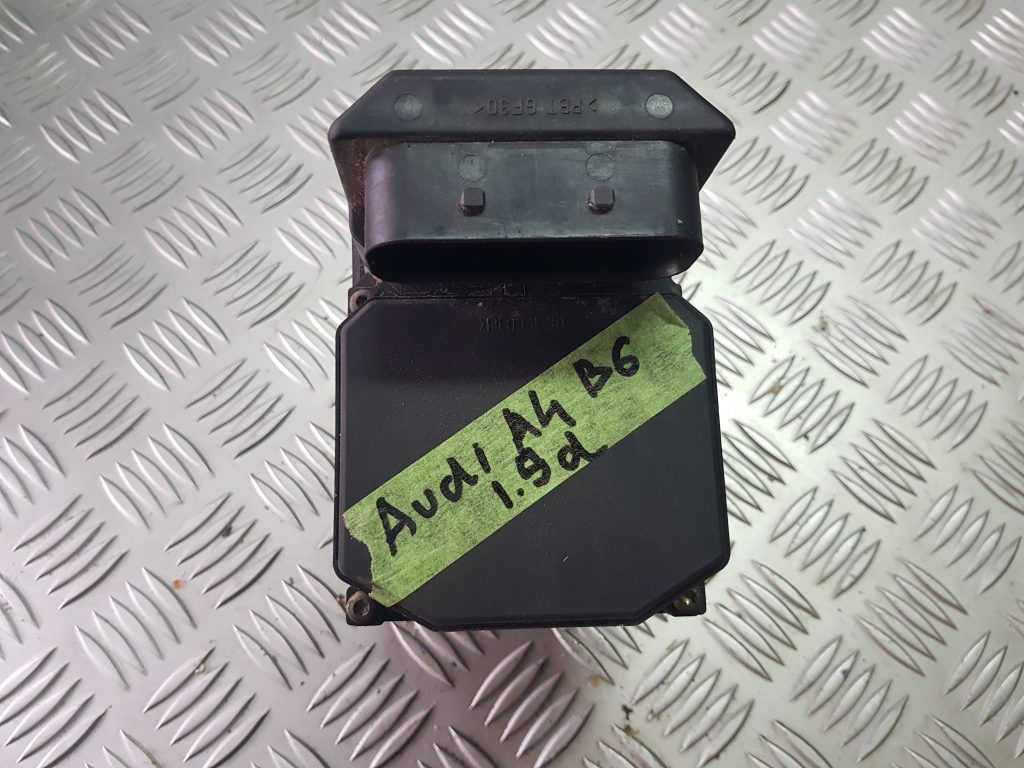 >PBT GF30<
Audi A4 B6
1.9d